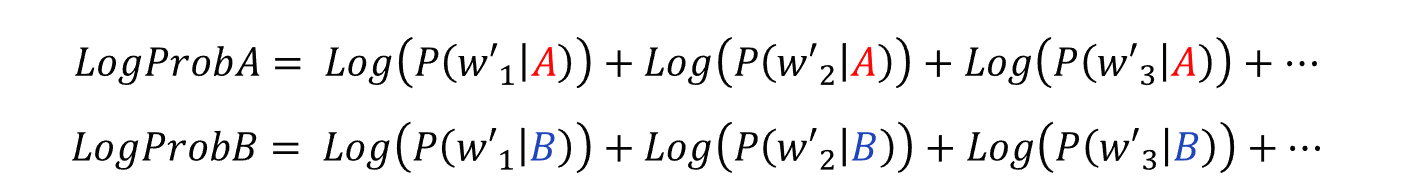 LogProbA = Log(P(w′₁|A)) + Log(P(w′₂|A)) + Log(P(w′₃|A)) + ⋯
LogProbB = Log(P(w′₁|B)) + Log(P(w′₂|B)) + Log(P(w′₃|B)) + ⋯